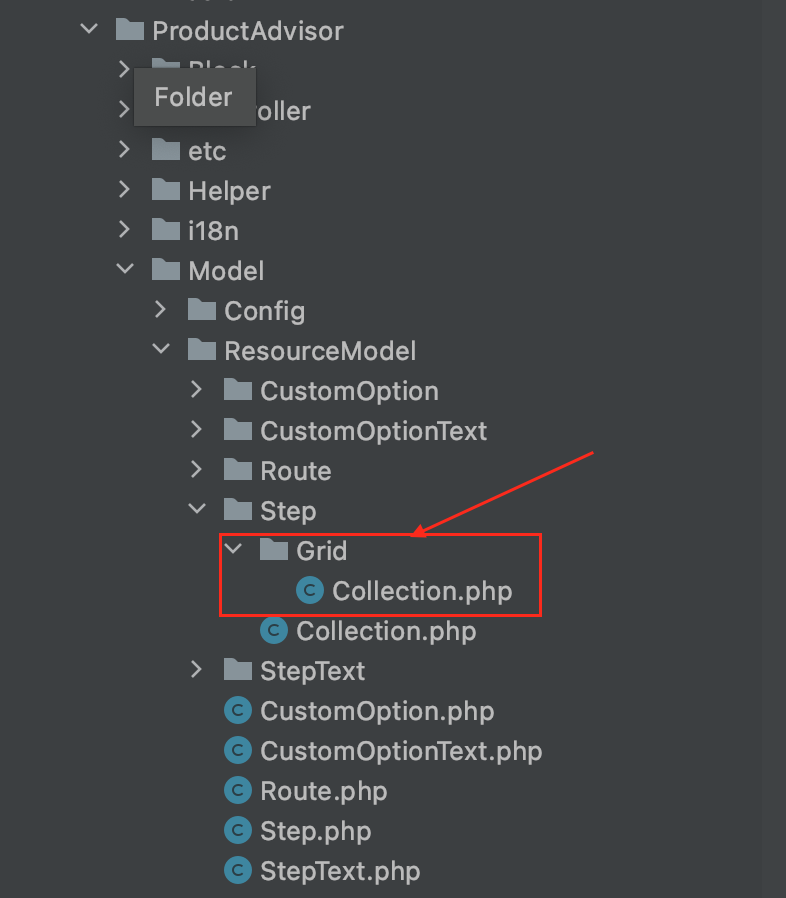 ProductAdvisor
Block
Folder
oller
etc
Helper
i18n
Model
Config
ResourceModel
CustomOption
CustomOptionText
Route
Step
Grid
C Collection.php
C Collection.php
StepText
C CustomOption.php
C CustomOptionText.php
C Route.php
C Step.php
C StepText.php